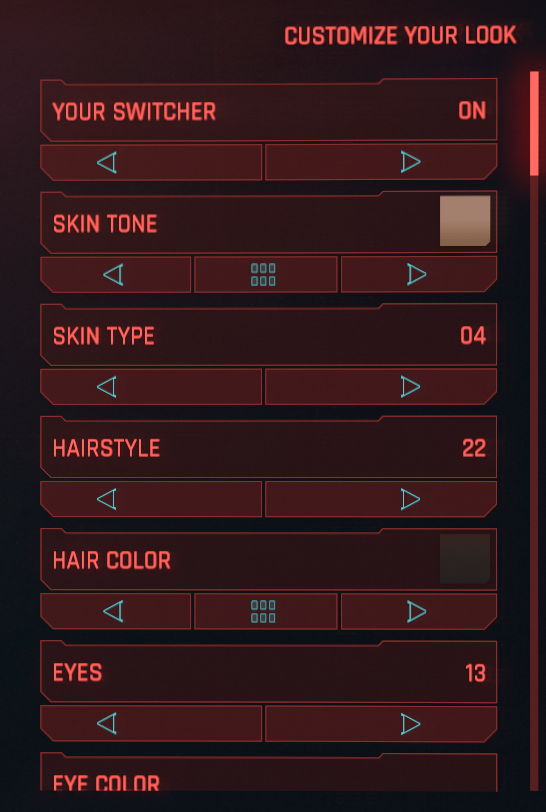 CUSTOMIZE YOUR LOOK
YOUR SWITCHER ON
SKIN TONE
SKIN TYPE 04
HAIRSTYLE 22
HAIR COLOR
EYES 13
EYE COLOR